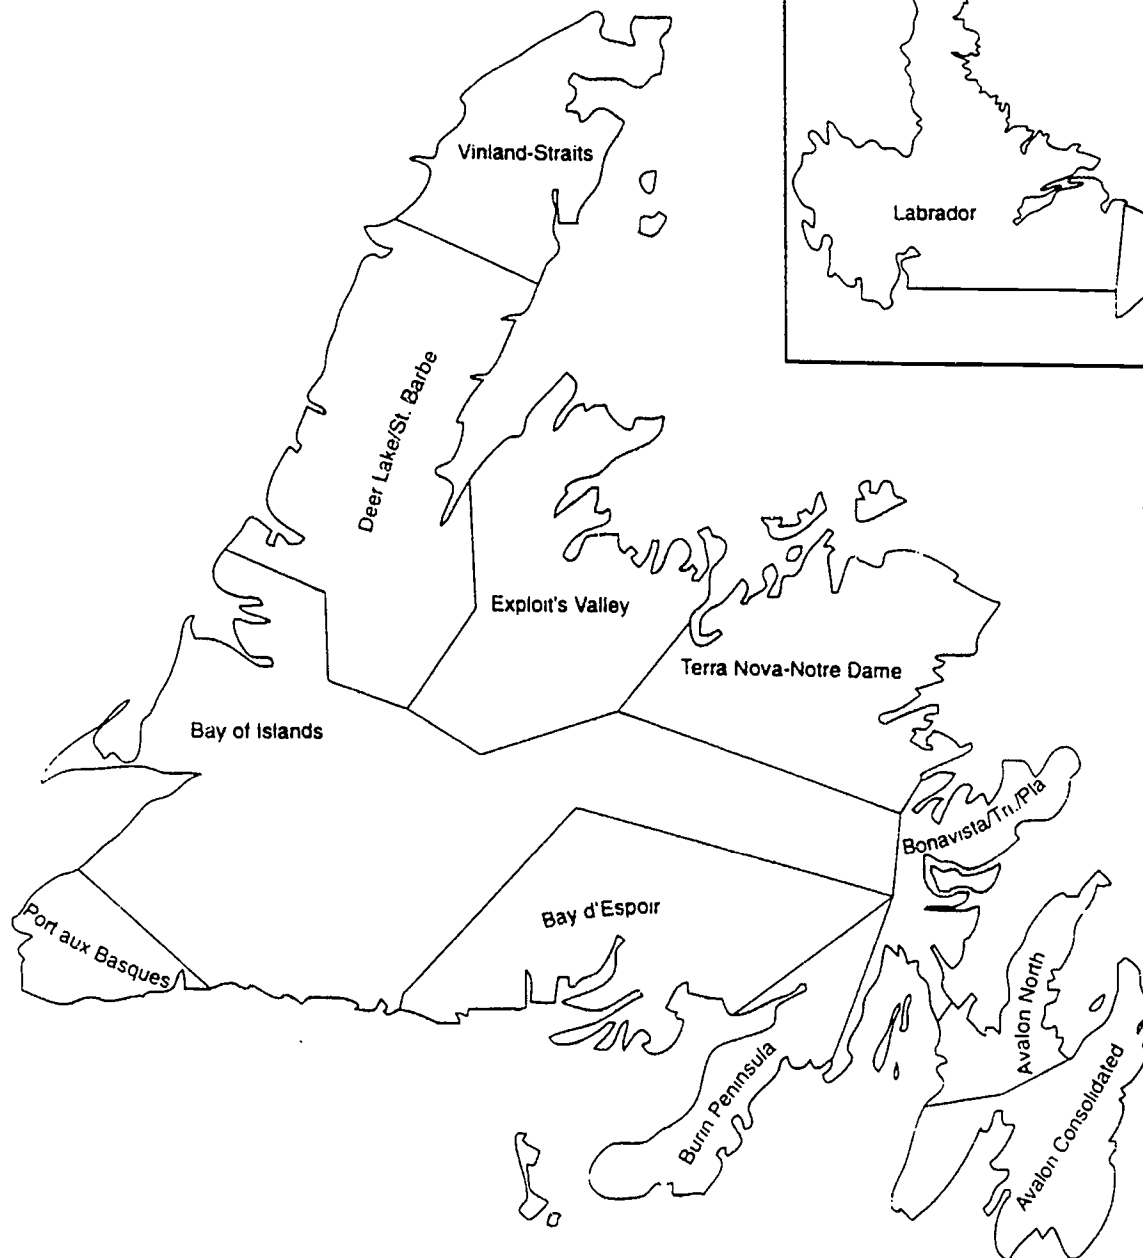 Vinland-Straits
Labrador
Deer Lake/St. Barbe
Exploit's Valley
Terra Nova-Notre Dame
Bay of Islands
Bonavista/Tri./Pla
Bay d'Espoir
Port aux Basques
Avalon North
Burin Peninsula
Avalon Consolidated